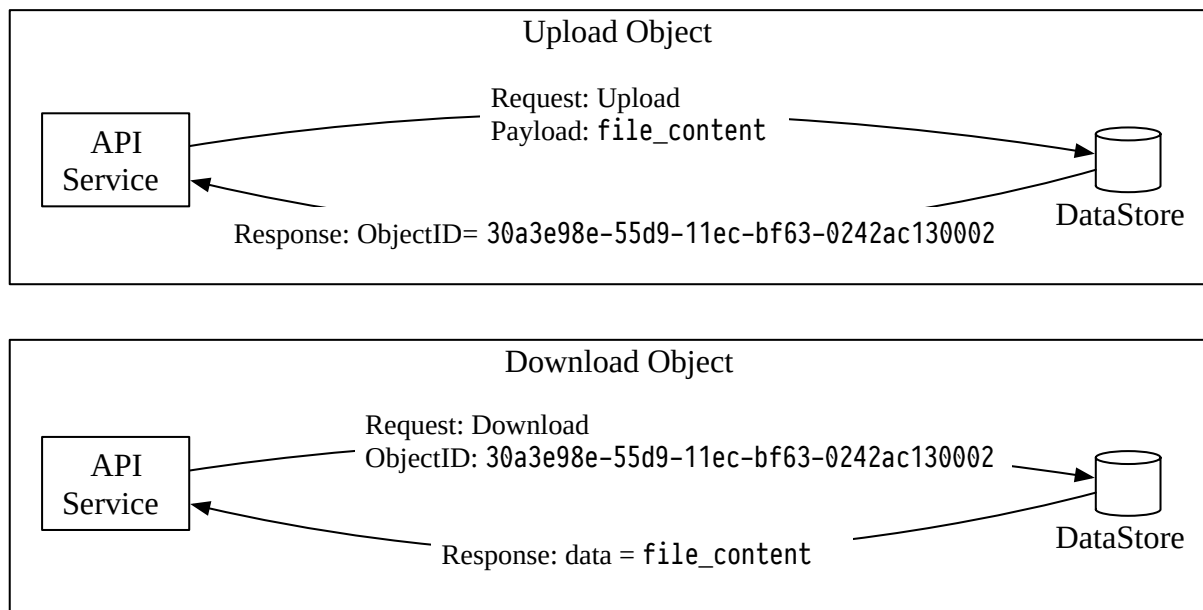 Upload Object
API
Service
Request: Upload
Payload: file_content
DataStore
Response: ObjectID= 30a3e98e-55d9-11ec-bf63-0242ac130002
Download Object
API
Service
Request: Download
ObjectID: 30a3e98e-55d9-11ec-bf63-0242ac130002
DataStore
Response: data = file_content